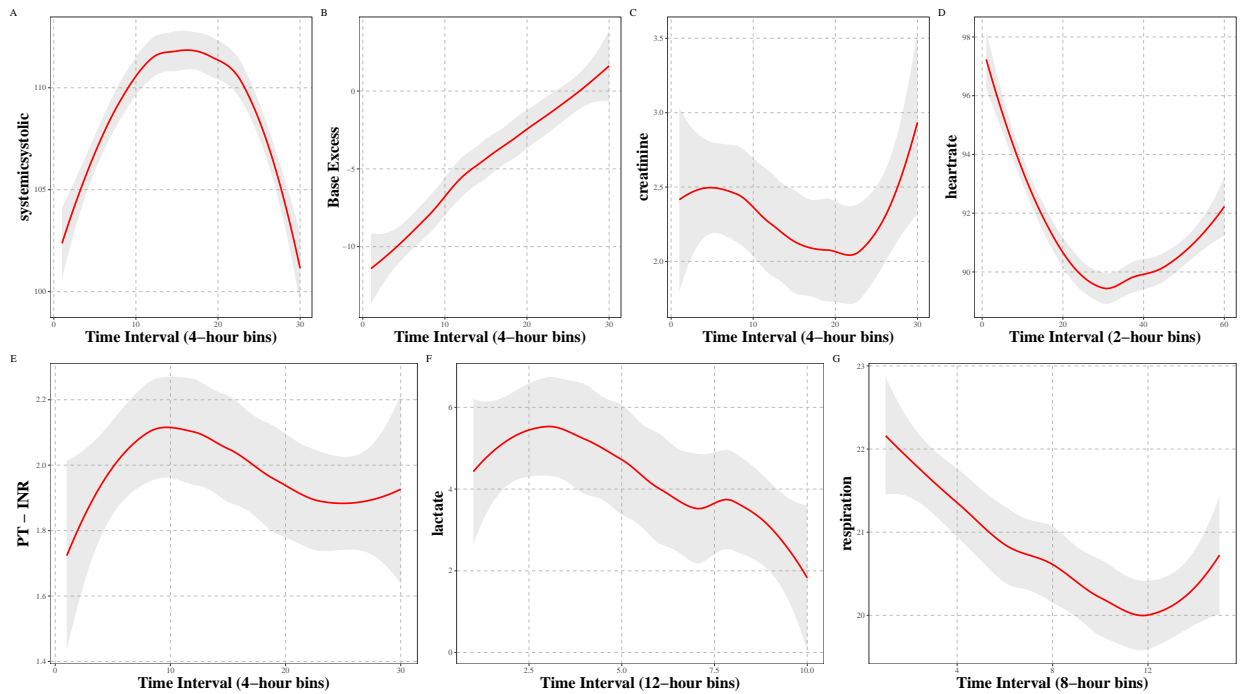 A
systemicsystolic
110
105
100
0
10
20
30
Time Interval (4−hour bins)
B
Base Excess
0
−5
−10
0
10
20
30
Time Interval (4−hour bins)
C
creatinine
3.5
3.0
2.5
2.0
0
10
20
30
Time Interval (4−hour bins)
D
heartrate
98
96
94
92
90
0
20
40
60
Time Interval (2−hour bins)
E
PT − INR
2.2
2.0
1.8
1.6
1.4
0
10
20
30
Time Interval (4−hour bins)
F
lactate
6
4
2
0
2.5
5.0
7.5
10.0
Time Interval (12−hour bins)
G
respiration
23
22
21
20
4
8
12
Time Interval (8−hour bins)